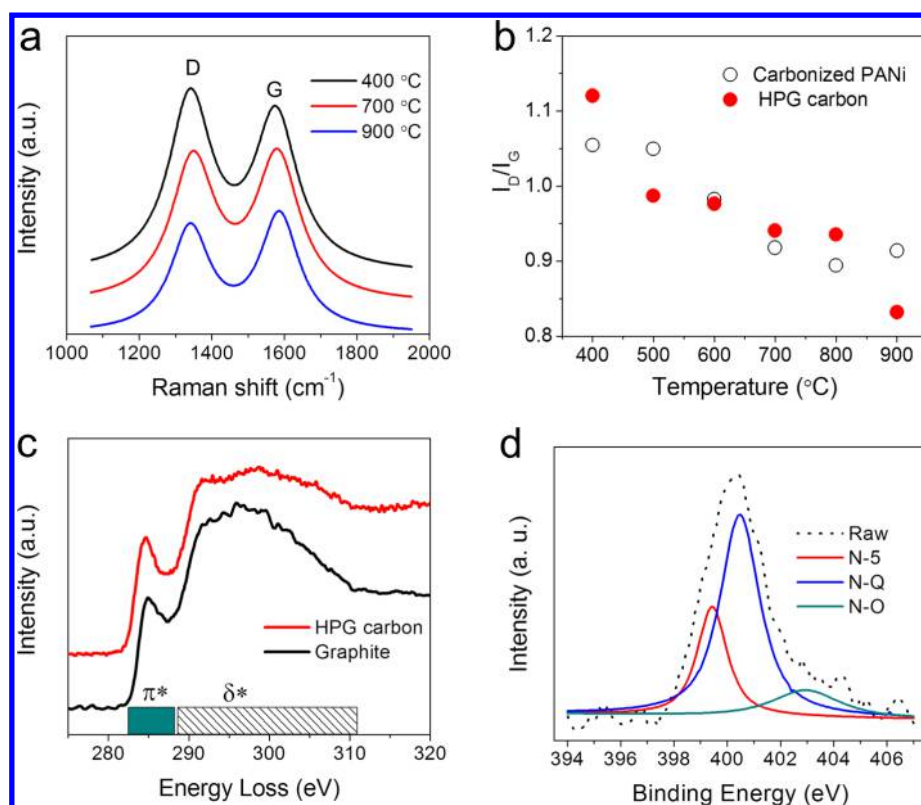 a
D
G
400 °C
700 °C
900 °C
Intensity (a.u.)
1000 1200 1400 1600 1800 2000
Raman shift (cm⁻¹)
b
1.2
1.1
1.0
0.9
0.8
Carbonized PANi
HPG carbon
I_D/I_G
400 500 600 700 800 900
Temperature (°C)
c
Intensity (a.u.)
HPG carbon
Graphite
π*
δ*
280 290 300 310 320
Energy Loss (eV)
d
Raw
N-5
N-Q
N-O
Intensity (a. u.)
394 396 398 400 402 404 406
Binding Energy (eV)